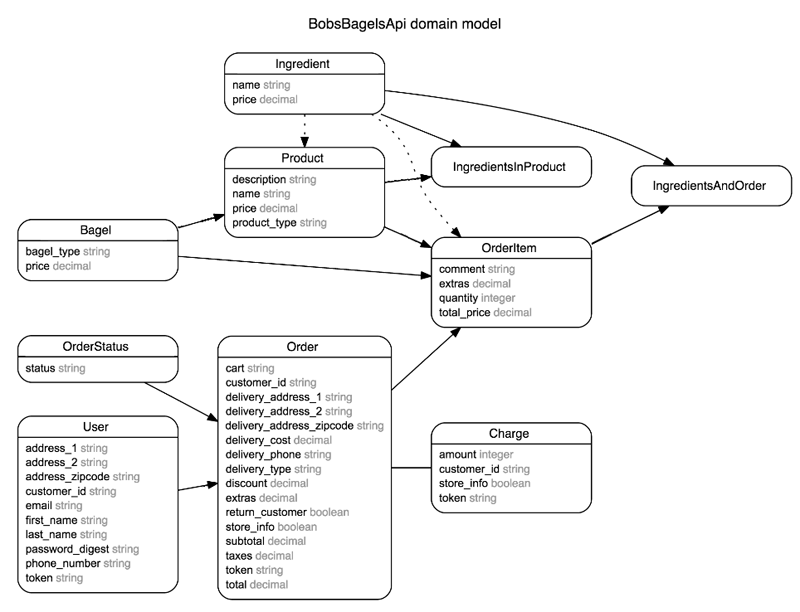 BobsBagelsApi domain model
Ingredient
name string
price decimal
Product
description string
name string
price decimal
product_type string
IngredientsInProduct
IngredientsAndOrder
Bagel
bagel_type string
price decimal
OrderItem
comment string
extras decimal
quantity integer
total_price decimal
OrderStatus
status string
Order
cart string
customer_id string
delivery_address_1 string
delivery_address_2 string
delivery_address_zipcode string
delivery_cost decimal
delivery_phone string
delivery_type string
discount decimal
extras decimal
return_customer boolean
store_info boolean
subtotal decimal
taxes decimal
token string
total decimal
User
address_1 string
address_2 string
address_zipcode string
customer_id string
email string
first_name string
last_name string
password_digest string
phone_number string
token string
Charge
amount integer
customer_id string
store_info boolean
token string